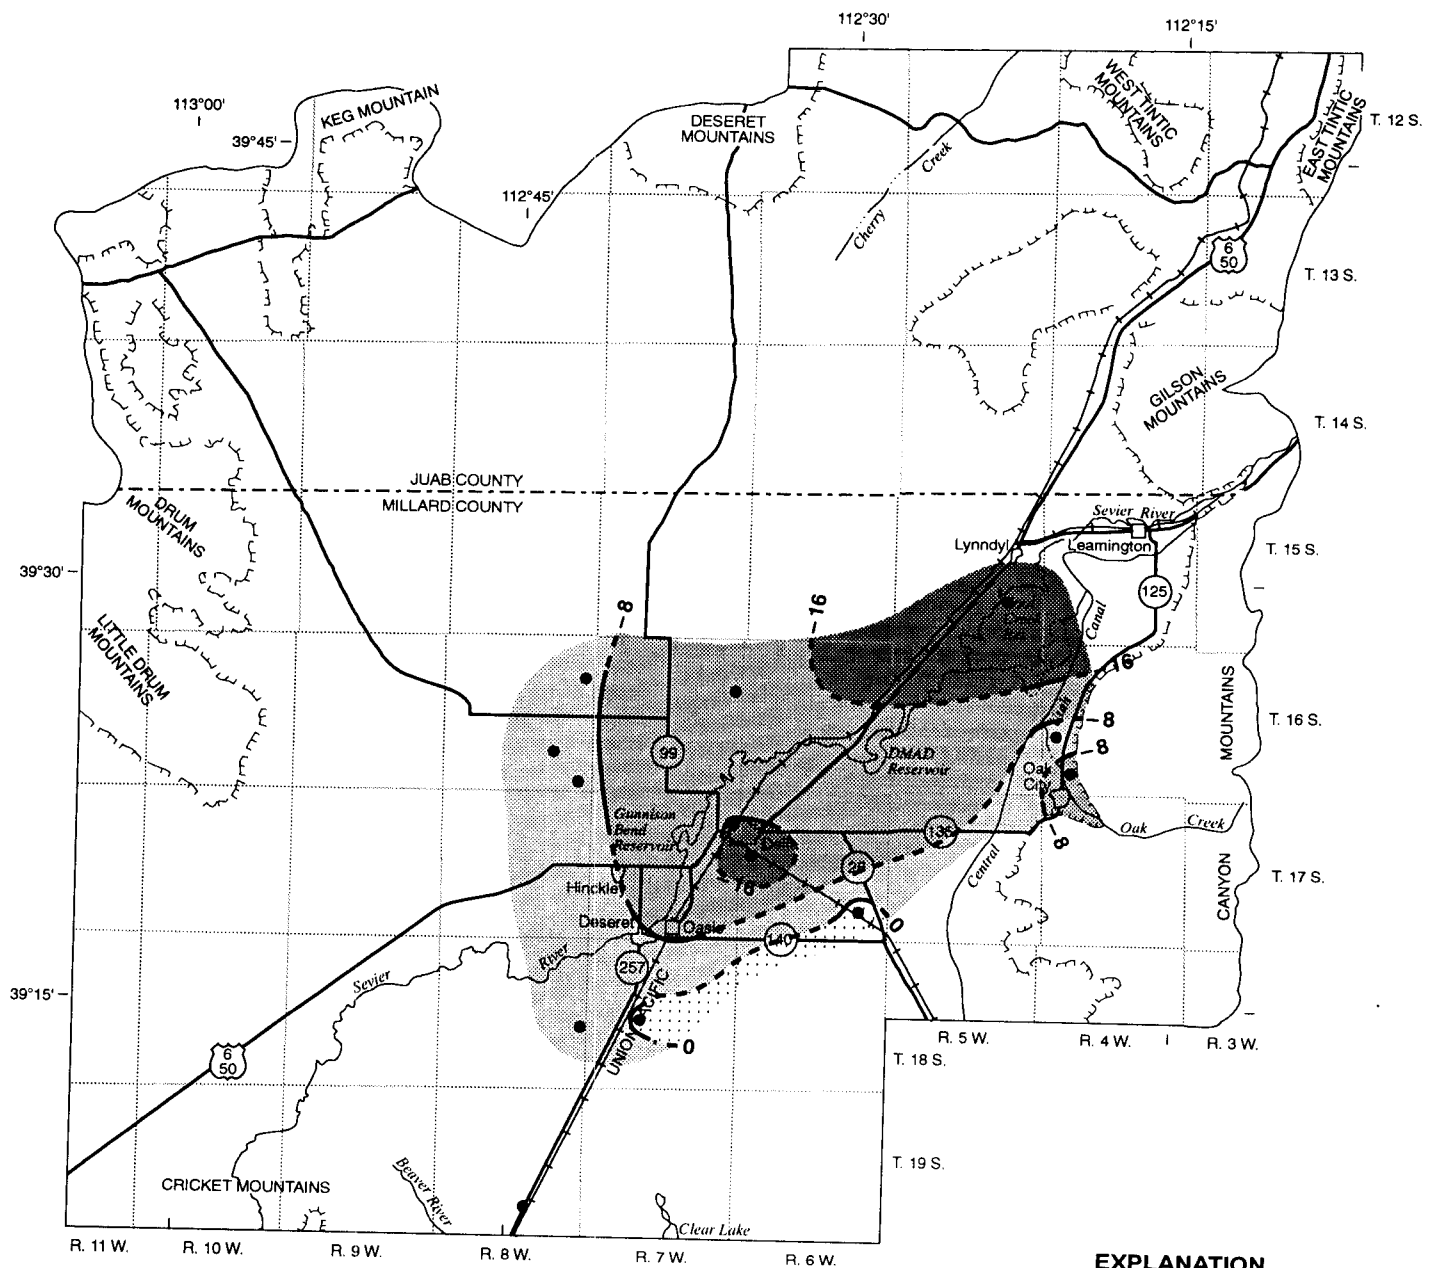 112°30'
112°15'
113°00'
KEG MOUNTAIN
39°45'
DESERET
MOUNTAINS
WEST TINTIC
MOUNTAINS
EAST TINTIC
MOUNTAINS
T. 12 S.
Cherry Creek
112°45'
6
50
T. 13 S.
GILSON
MOUNTAINS
T. 14 S.
JUAB COUNTY
MILLARD COUNTY
DRUM
MOUNTAINS
Sevier River
Lynndyl
Leamington
T. 15 S.
39°30'
125
Canal
-8
-16
LITTLE DRUM
MOUNTAINS
-16
-8
-8
MOUNTAINS
T. 16 S.
99
DMAD
Reservoir
Utah
Oak
City
Gunnison
Bend
Reservoir
Delta
136
Oak Creek
-8
26
-16
Central
CANYON
T. 17 S.
Hinckley
Deseret
Oasis
140
-0
257
Sevier River
39°15'
UNION PACIFIC
-0
6
50
R. 5 W.
R. 4 W.
R. 3 W.
T. 18 S.
T. 19 S.
CRICKET MOUNTAINS
Beaver River
Clear Lake
R. 11 W.
R. 10 W.
R. 9 W.
R. 8 W.
R. 7 W.
R. 6 W.
EXPLANATION